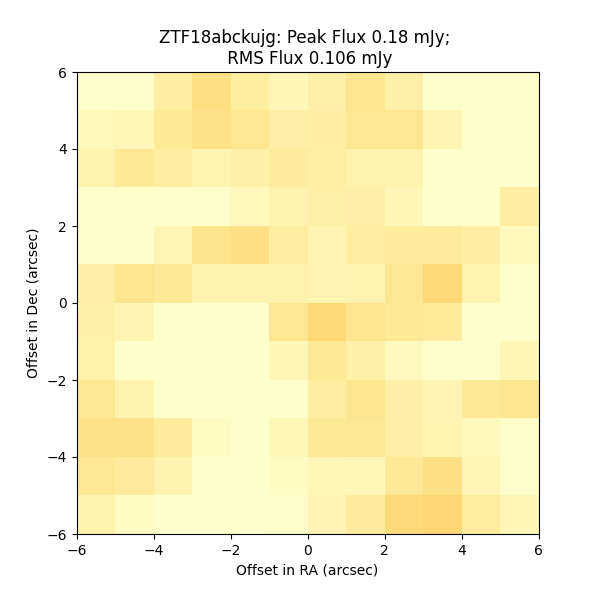 ZTF18abckujg: Peak Flux 0.18 mJy;
RMS Flux 0.106 mJy
6
4
2
0
−2
−4
−6
Offset in Dec (arcsec)
−6 −4 −2 0 2 4 6
Offset in RA (arcsec)